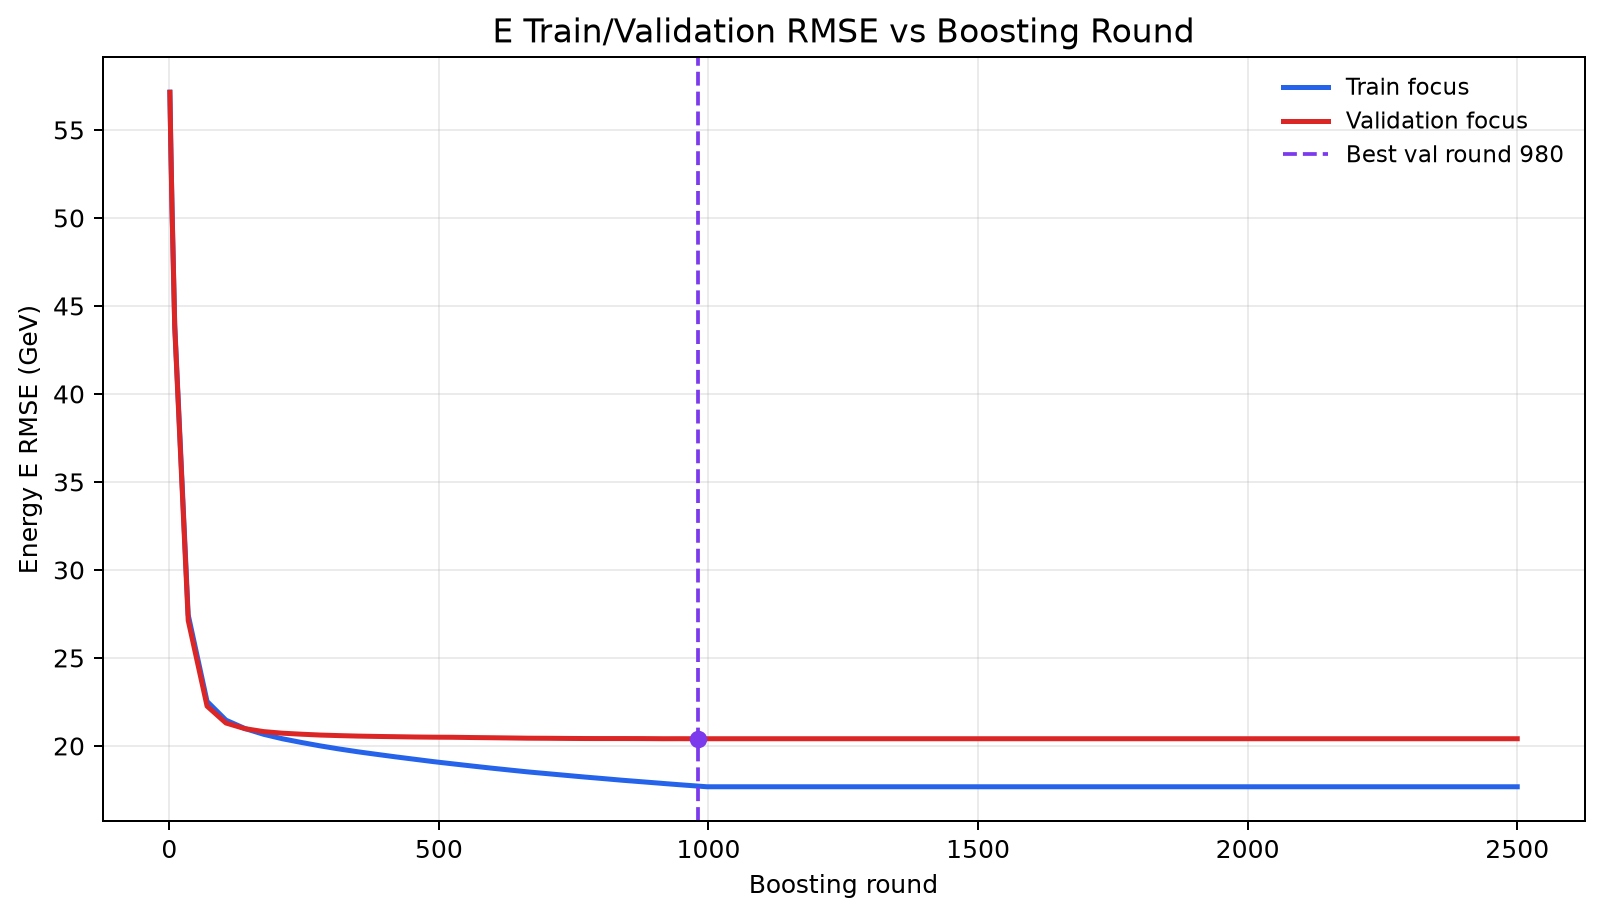 E Train/Validation RMSE vs Boosting Round
Train focus
Validation focus
Best val round 980
Energy E RMSE (GeV)
55
50
45
40
35
30
25
20
0 500 1000 1500 2000 2500
Boosting round